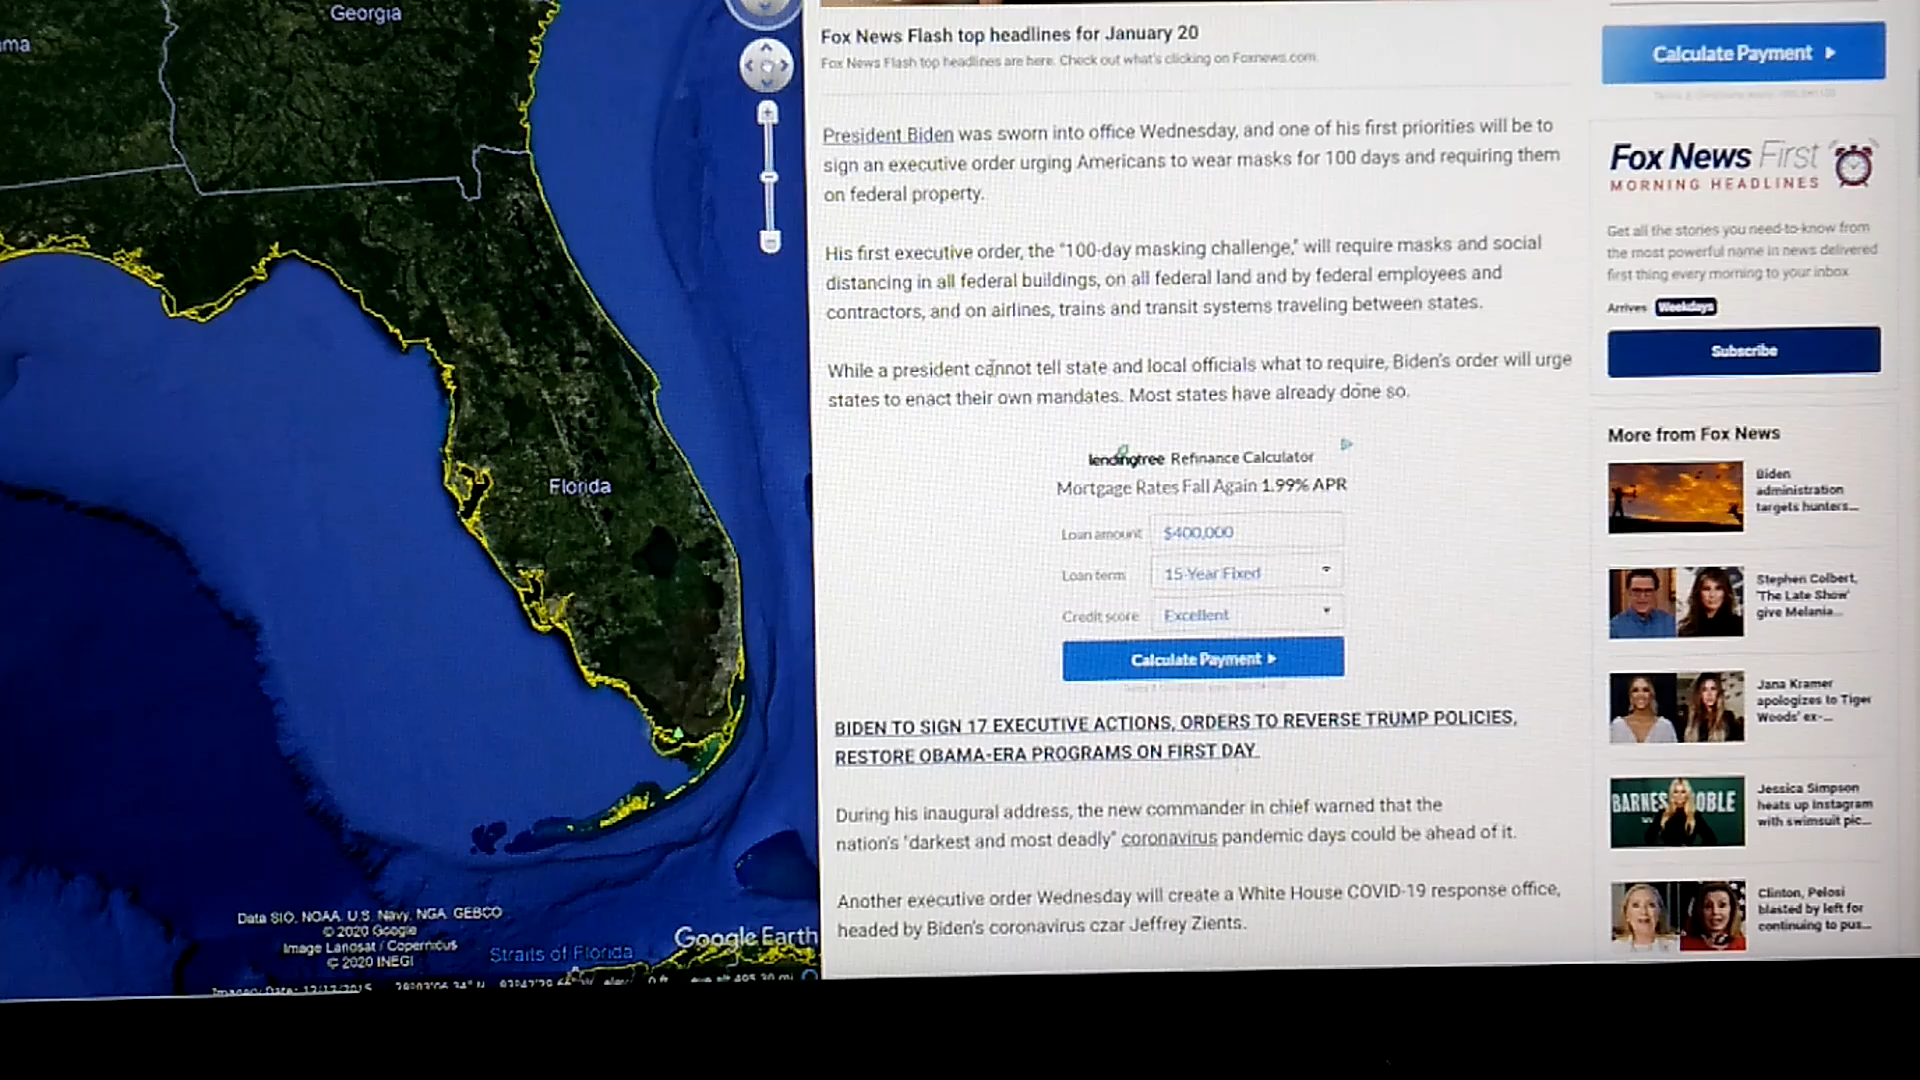 Georgia
ma
Florida
Data SIO, NOAA, U.S. Navy, NGA, GEBCO
© 2020 Google
Image Landsat / Copernicus
© 2020 INEGI
Straits of Florida
Google Earth
Imagery Date: 12/13/2015
Fox News Flash top headlines for January 20
Fox News Flash top headlines are here. Check out what's clicking on Foxnews.com.
President Biden was sworn into office Wednesday, and one of his first priorities will be to
sign an executive order urging Americans to wear masks for 100 days and requiring them
on federal property.
His first executive order, the "100-day masking challenge," will require masks and social
distancing in all federal buildings, on all federal land and by federal employees and
contractors, and on airlines, trains and transit systems traveling between states.
While a president cannot tell state and local officials what to require, Biden's order will urge
states to enact their own mandates. Most states have already done so.
lendingtree Refinance Calculator
Mortgage Rates Fall Again 1.99% APR
Loan amount $400,000
Loan term 15-Year Fixed
Credit score Excellent
Calculate Payment
BIDEN TO SIGN 17 EXECUTIVE ACTIONS, ORDERS TO REVERSE TRUMP POLICIES,
RESTORE OBAMA-ERA PROGRAMS ON FIRST DAY
During his inaugural address, the new commander in chief warned that the
nation's "darkest and most deadly" coronavirus pandemic days could be ahead of it.
Another executive order Wednesday will create a White House COVID-19 response office,
headed by Biden's coronavirus czar Jeffrey Zients.
Calculate Payment
Fox News First
MORNING HEADLINES
Get all the stories you need-to-know from
the most powerful name in news delivered
first thing every morning to your inbox
Arrives Weekdays
Subscribe
More from Fox News
Biden
administration
targets hunters...
Stephen Colbert,
'The Late Show'
give Melania...
Jana Kramer
apologizes to Tiger
Woods' ex-...
BARNES NOBLE
Jessica Simpson
heats up Instagram
with swimsuit pic...
Clinton, Pelosi
blasted by left for
continuing to pus...